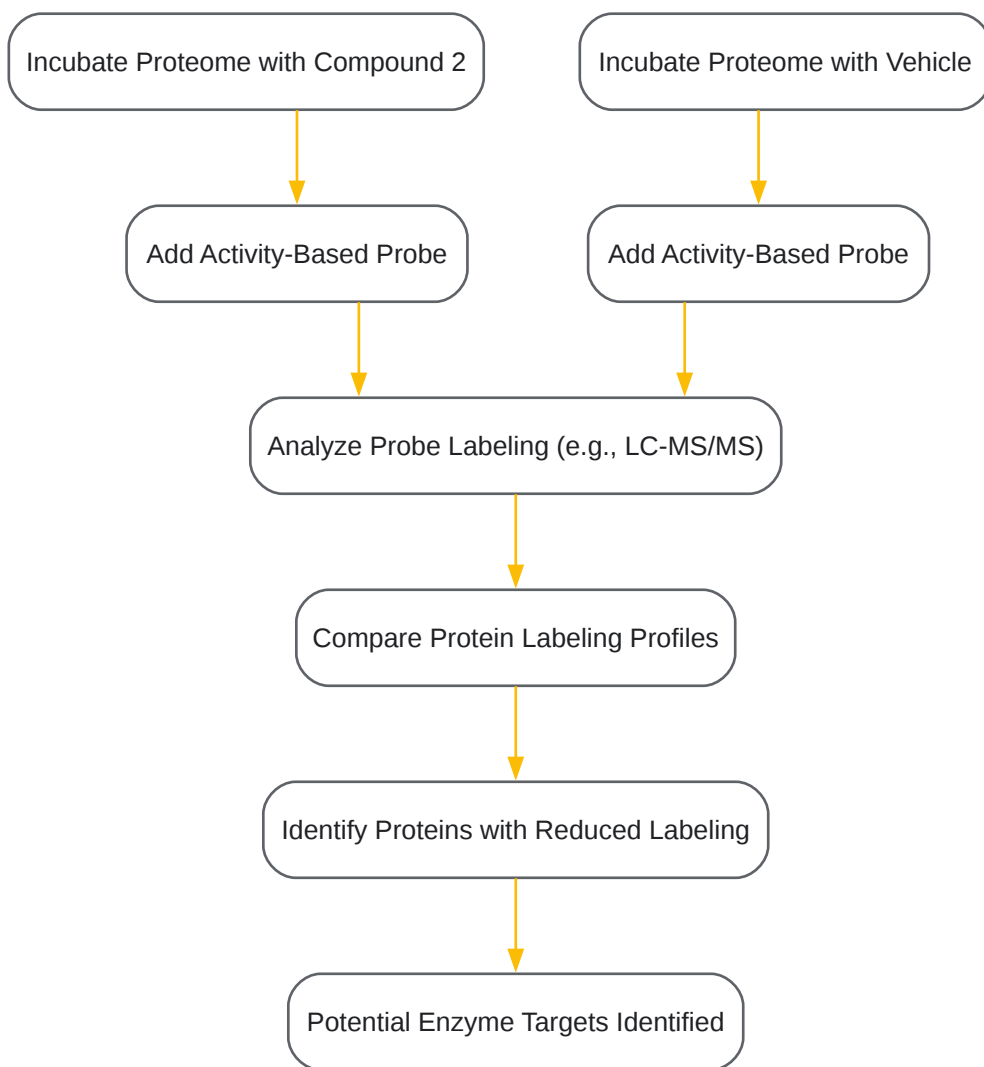 Incubate Proteome with Compound 2
Incubate Proteome with Vehicle
Add Activity-Based Probe
Add Activity-Based Probe
Analyze Probe Labeling (e.g., LC-MS/MS)
Compare Protein Labeling Profiles
Identify Proteins with Reduced Labeling
Potential Enzyme Targets Identified